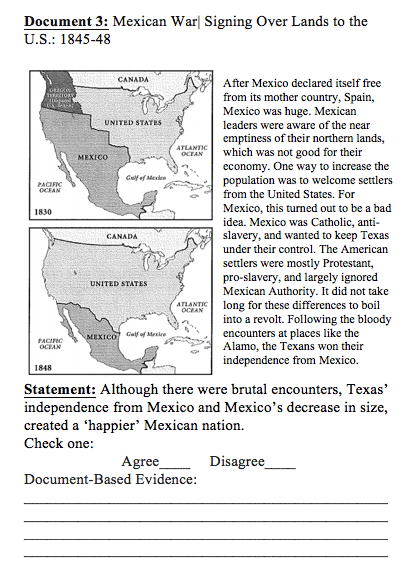 Document 3: Mexican War| Signing Over Lands to the
U.S.: 1845-48
CANADA
OREGON
TERRITORY
UNITED STATES
MEXICO
ATLANTIC
OCEAN
Gulf of Mexico
PACIFIC
OCEAN
1830
CANADA
UNITED STATES
ATLANTIC
OCEAN
MEXICO
Gulf of Mexico
PACIFIC
OCEAN
1848
After Mexico declared itself free
from its mother country, Spain,
Mexico was huge. Mexican
leaders were aware of the near
emptiness of their northern lands,
which was not good for their
economy. One way to increase the
population was to welcome settlers
from the United States. For
Mexico, this turned out to be a bad
idea. Mexico was Catholic, anti-
slavery, and wanted to keep Texas
under their control. The American
settlers were mostly Protestant,
pro-slavery, and largely ignored
Mexican Authority. It did not take
long for these differences to boil
into a revolt. Following the bloody
encounters at places like the
Alamo, the Texans won their
independence from Mexico.
Statement: Although there were brutal encounters, Texas’
independence from Mexico and Mexico’s decrease in size,
created a ‘happier’ Mexican nation.
Check one:
Agree____ Disagree____
Document-Based Evidence: